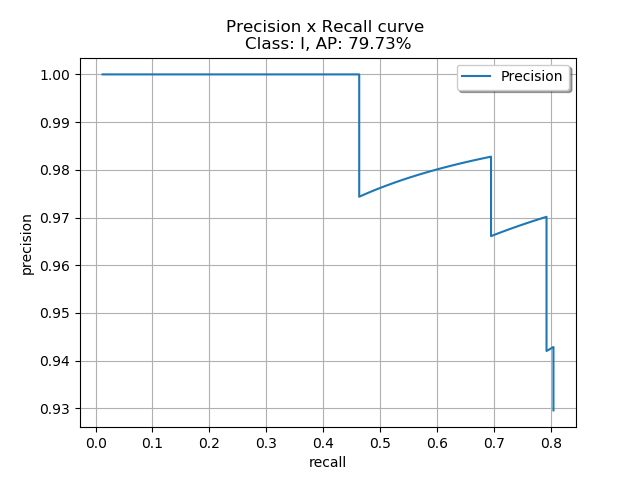 Precision x Recall curve
Class: I, AP: 79.73%
Precision
1.00
0.99
0.98
0.97
0.96
0.95
0.94
0.93
precision
0.0 0.1 0.2 0.3 0.4 0.5 0.6 0.7 0.8
recall